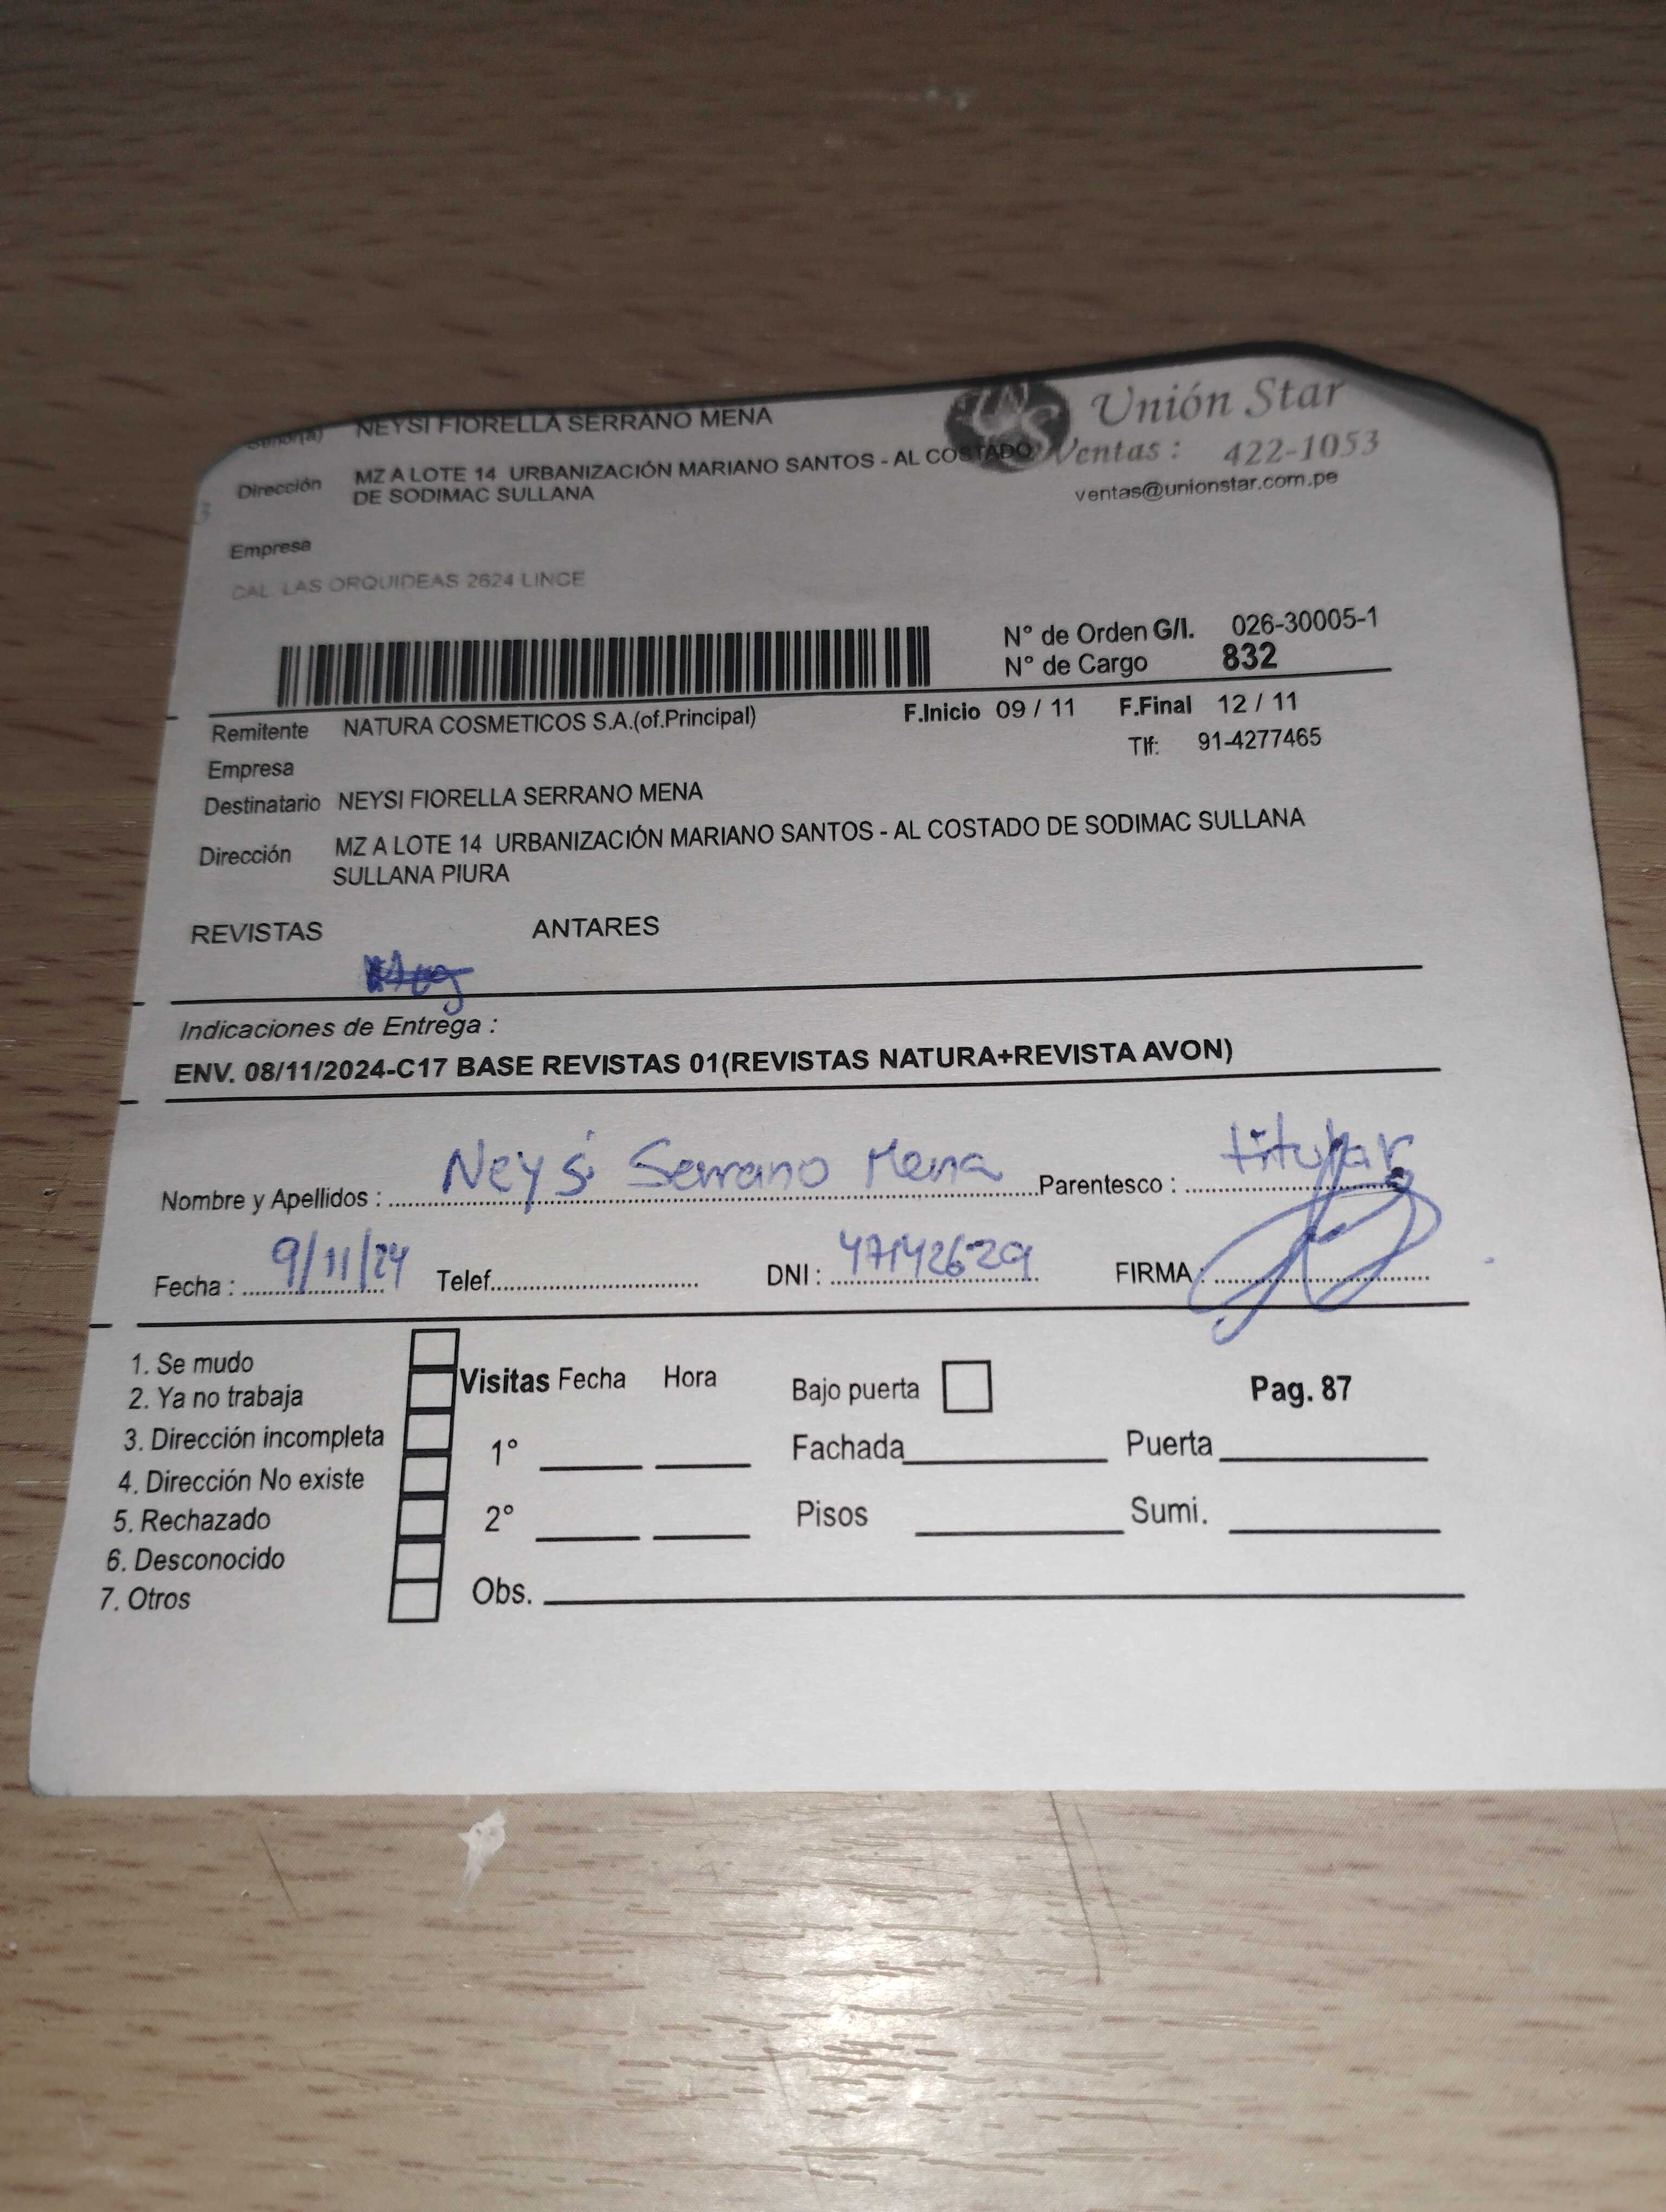 Señor(a) NEYSI FIORELLA SERRANO MENA
Unión Star
Ventas : 422-1053
ventas@unionstar.com.pe
Dirección MZ A LOTE 14 URBANIZACIÓN MARIANO SANTOS - AL COSTADO
DE SODIMAC SULLANA
Empresa
CAL. LAS ORQUIDEAS 2624 LINCE
N° de Orden G/I. 026-30005-1
N° de Cargo 832
Remitente NATURA COSMETICOS S.A.(of.Principal) F.Inicio 09 / 11 F.Final 12 / 11
Tlf: 91-4277465
Empresa
Destinatario NEYSI FIORELLA SERRANO MENA
Dirección MZ A LOTE 14 URBANIZACIÓN MARIANO SANTOS - AL COSTADO DE SODIMAC SULLANA
SULLANA PIURA
REVISTAS ANTARES
Indicaciones de Entrega :
ENV. 08/11/2024-C17 BASE REVISTAS 01(REVISTAS NATURA+REVISTA AVON)
Nombre y Apellidos : Neysi Serrano Mena Parentesco : titular
Fecha : 9/11/24 Telef. DNI : 47142629 FIRMA :
1. Se mudo
2. Ya no trabaja
3. Dirección incompleta
4. Dirección No existe
5. Rechazado
6. Desconocido
7. Otros
Visitas Fecha Hora Bajo puerta Pag. 87
1° Fachada Puerta
2° Pisos Sumi.
Obs.